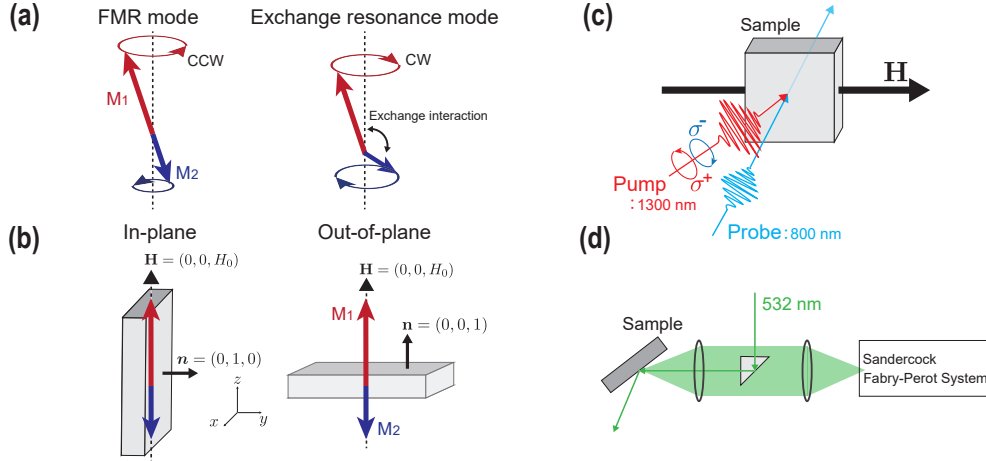 (a)
FMR mode
CCW
M1
M2
Exchange resonance mode
CW
Exchange interaction
(b)
In-plane
H = (0, 0, H0)
n = (0, 1, 0)
z
x
y
Out-of-plane
H = (0, 0, H0)
M1
n = (0, 0, 1)
M2
(c)
Sample
H
σ-
σ+
Pump
: 1300 nm
Probe : 800 nm
(d)
532 nm
Sample
Sandercock
Fabry-Perot System